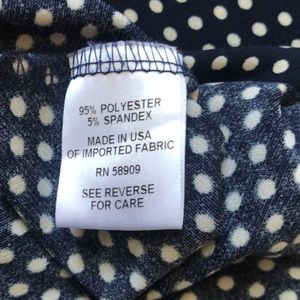 95% POLYESTER
5% SPANDEX
MADE IN USA
OF IMPORTED FABRIC
RN 58909
SEE REVERSE
FOR CARE